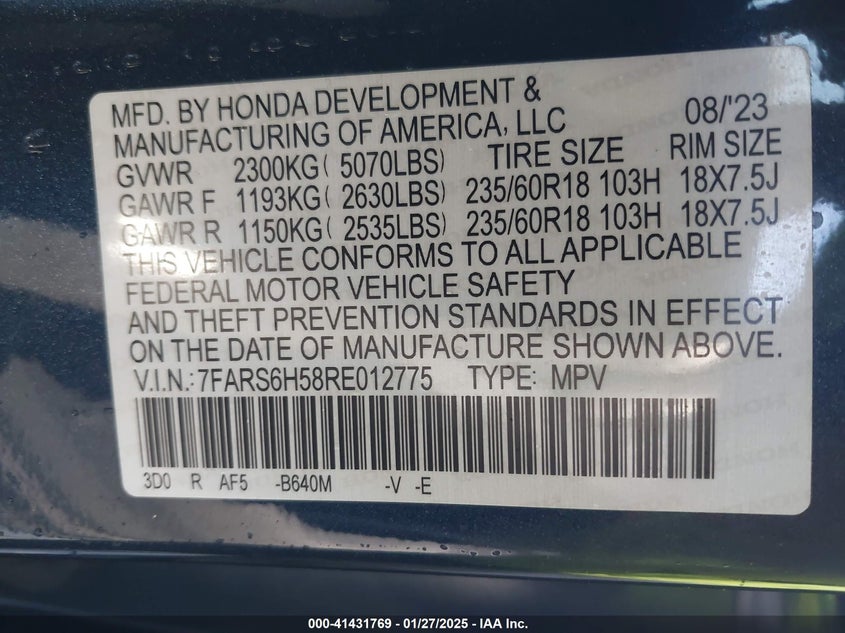 MFD. BY HONDA DEVELOPMENT & 08/'23
MANUFACTURING OF AMERICA, LLC RIM SIZE
GVWR 2300KG( 5070LBS) TIRE SIZE
GAWR F 1193KG( 2630LBS) 235/60R18 103H 18X7.5J
GAWR R 1150KG( 2535LBS) 235/60R18 103H 18X7.5J
THIS VEHICLE CONFORMS TO ALL APPLICABLE
FEDERAL MOTOR VEHICLE SAFETY
AND THEFT PREVENTION STANDARDS IN EFFECT
ON THE DATE OF MANUFACTURE SHOWN ABOVE.
V.I.N.:7FARS6H58RE012775 TYPE: MPV
3D0 R AF5 -B640M -V -E
000-41431769 | 01/27/2025 - IAA Inc.